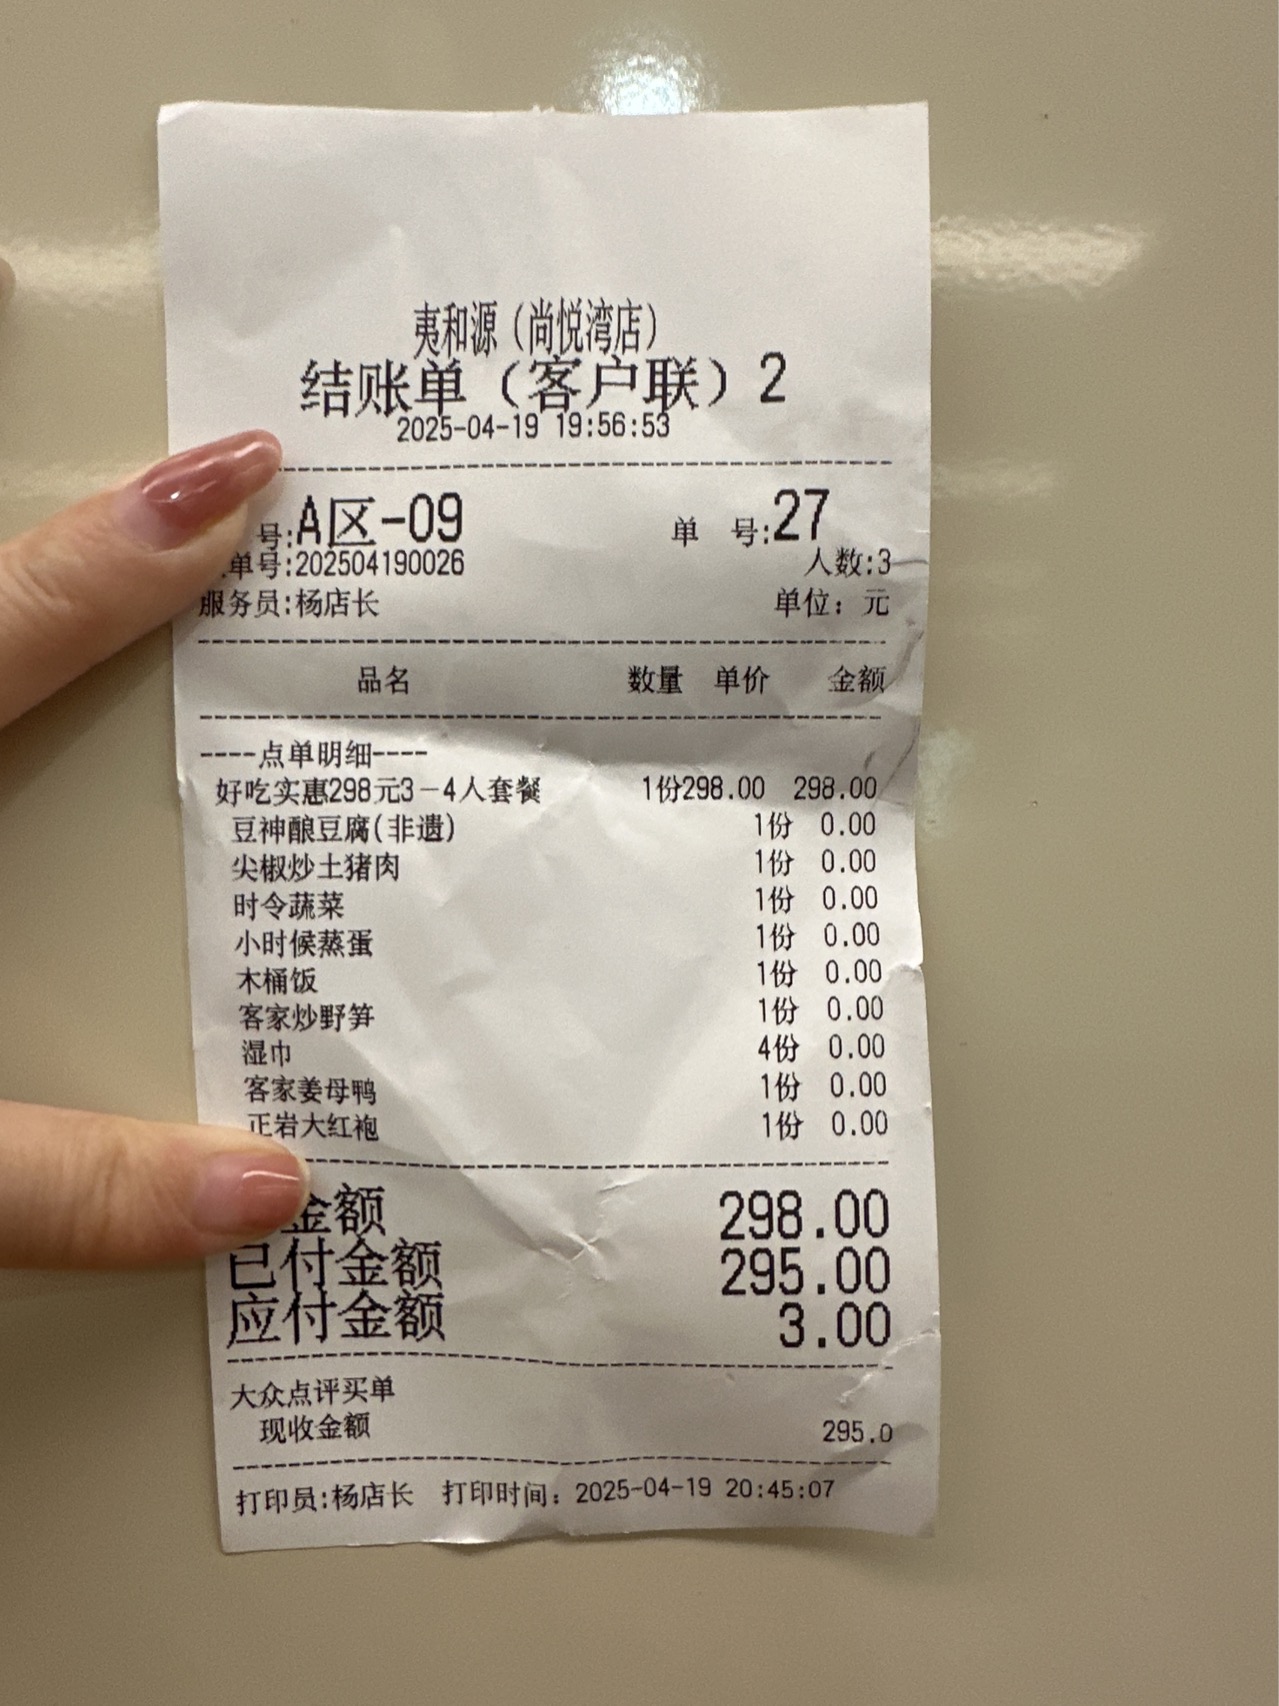 夷和源（尚悦湾店）
结账单（客户联）2
2025-04-19 19:56:53
号:A区-09 单 号:27
单号:202504190026 人数:3
服务员:杨店长 单位：元
品名 数量 单价 金额
----点单明细----
好吃实惠298元3－4人套餐 1份298.00 298.00
豆神酿豆腐(非遗) 1份 0.00
尖椒炒土猪肉 1份 0.00
时令蔬菜 1份 0.00
小时候蒸蛋 1份 0.00
木桶饭 1份 0.00
客家炒野笋 1份 0.00
湿巾 4份 0.00
客家姜母鸭 1份 0.00
正岩大红袍 1份 0.00
金额 298.00
已付金额 295.00
应付金额 3.00
大众点评买单
现收金额 295.0
打印员:杨店长 打印时间：2025-04-19 20:45:07